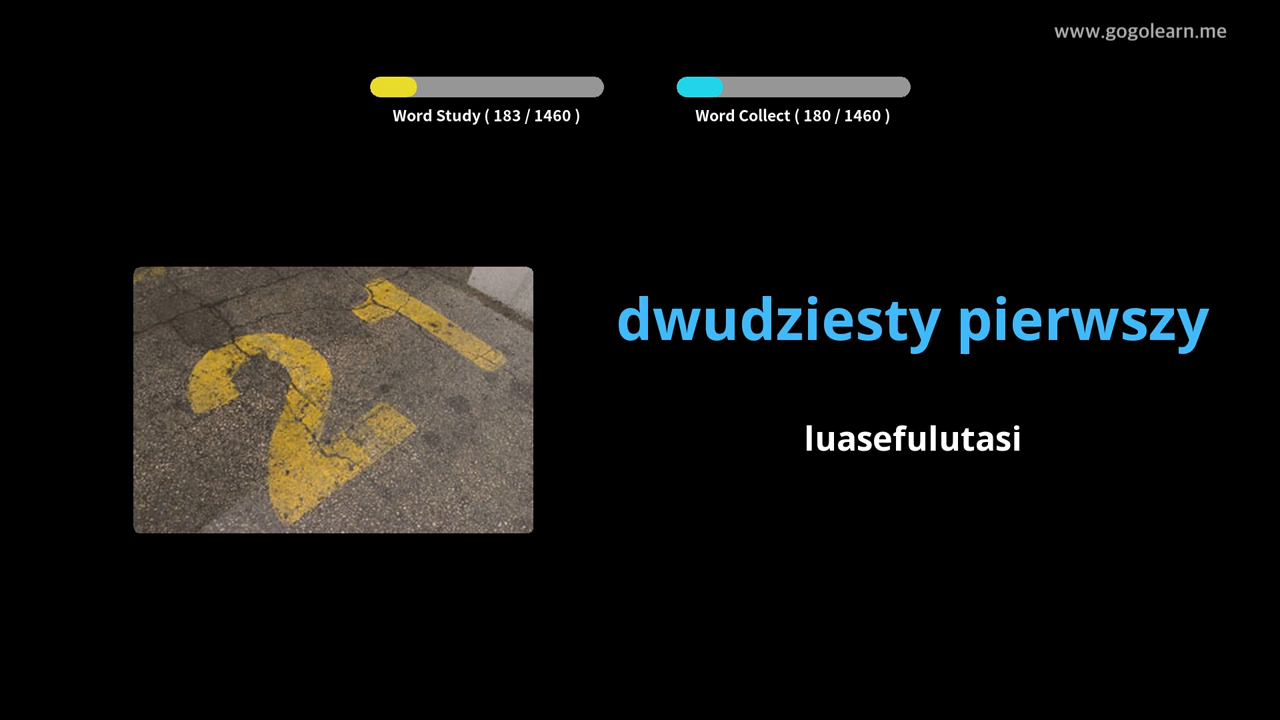 www.gogolearn.me
Word Study ( 183 / 1460 )
Word Collect ( 180 / 1460 )
21
dwudziesty pierwszy
luasefulutasi